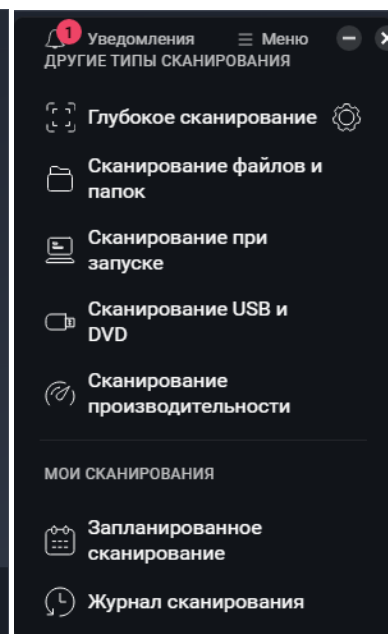 1
Уведомления
Меню
ДРУГИЕ ТИПЫ СКАНИРОВАНИЯ
Глубокое сканирование
Сканирование файлов и
папок
Сканирование при
запуске
Сканирование USB и
DVD
Сканирование
производительности
МОИ СКАНИРОВАНИЯ
Запланированное
сканирование
Журнал сканирования